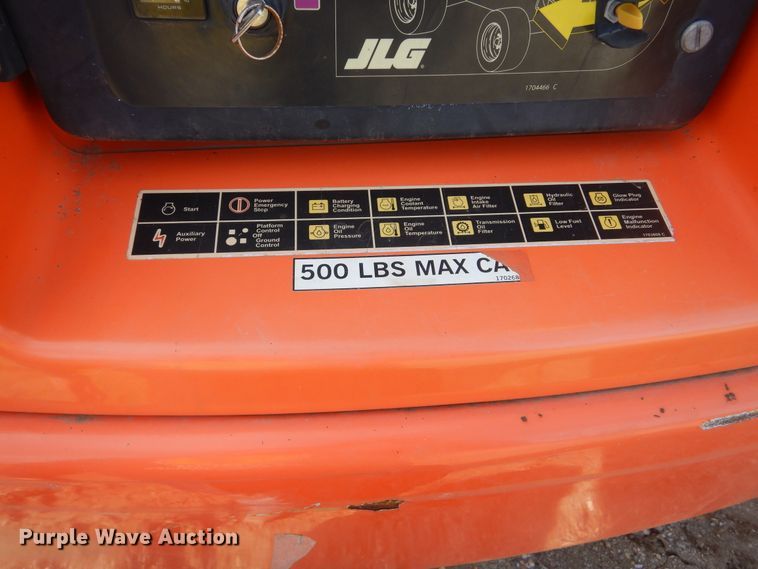 HOURS
JLG
1704466 C
Start
Power
Emergency
Stop
Battery
Charging
Condition
Engine
Coolant
Temperature
Engine
Intake
Air Filter
Hydraulic
Oil
Filter
Glow Plug
Indicator
Auxiliary
Power
Platform
Control
Off
Ground
Control
Engine
Oil
Pressure
Engine
Oil
Temperature
Transmission
Oil
Filter
Low Fuel
Level
Engine
Malfunction
Indicator
500 LBS MAX CA
170268
Purple Wave Auction